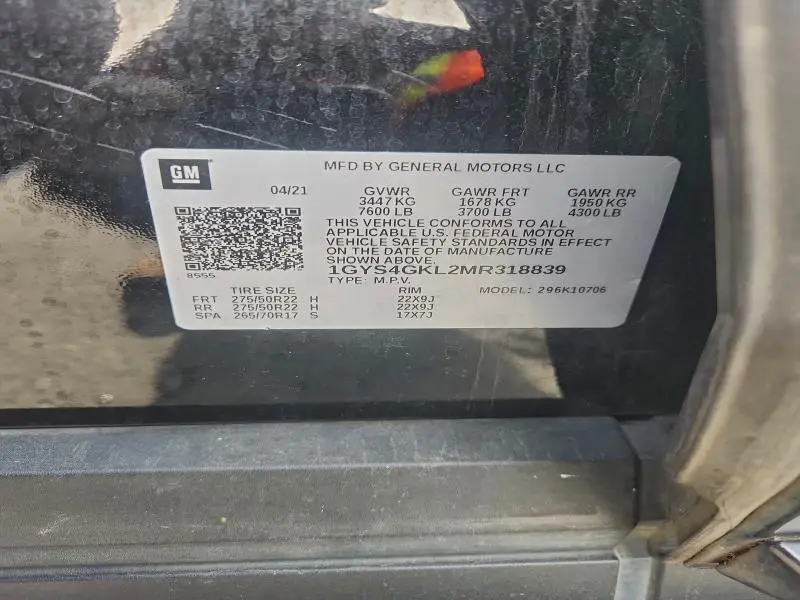 GM
MFD BY GENERAL MOTORS LLC
04/21 GVWR GAWR FRT GAWR RR
3447 KG 1678 KG 1950 KG
7600 LB 3700 LB 4300 LB
THIS VEHICLE CONFORMS TO ALL
APPLICABLE U.S. FEDERAL MOTOR
VEHICLE SAFETY STANDARDS IN EFFECT
ON THE DATE OF MANUFACTURE
SHOWN ABOVE.
8555
1GYS4GKL2MR318839
TYPE: M.P.V. MODEL: 296K10706
TIRE SIZE RIM
FRT 275/50R22 H 22X9J
RR 275/50R22 H 22X9J
SPA 265/70R17 S 17X7J